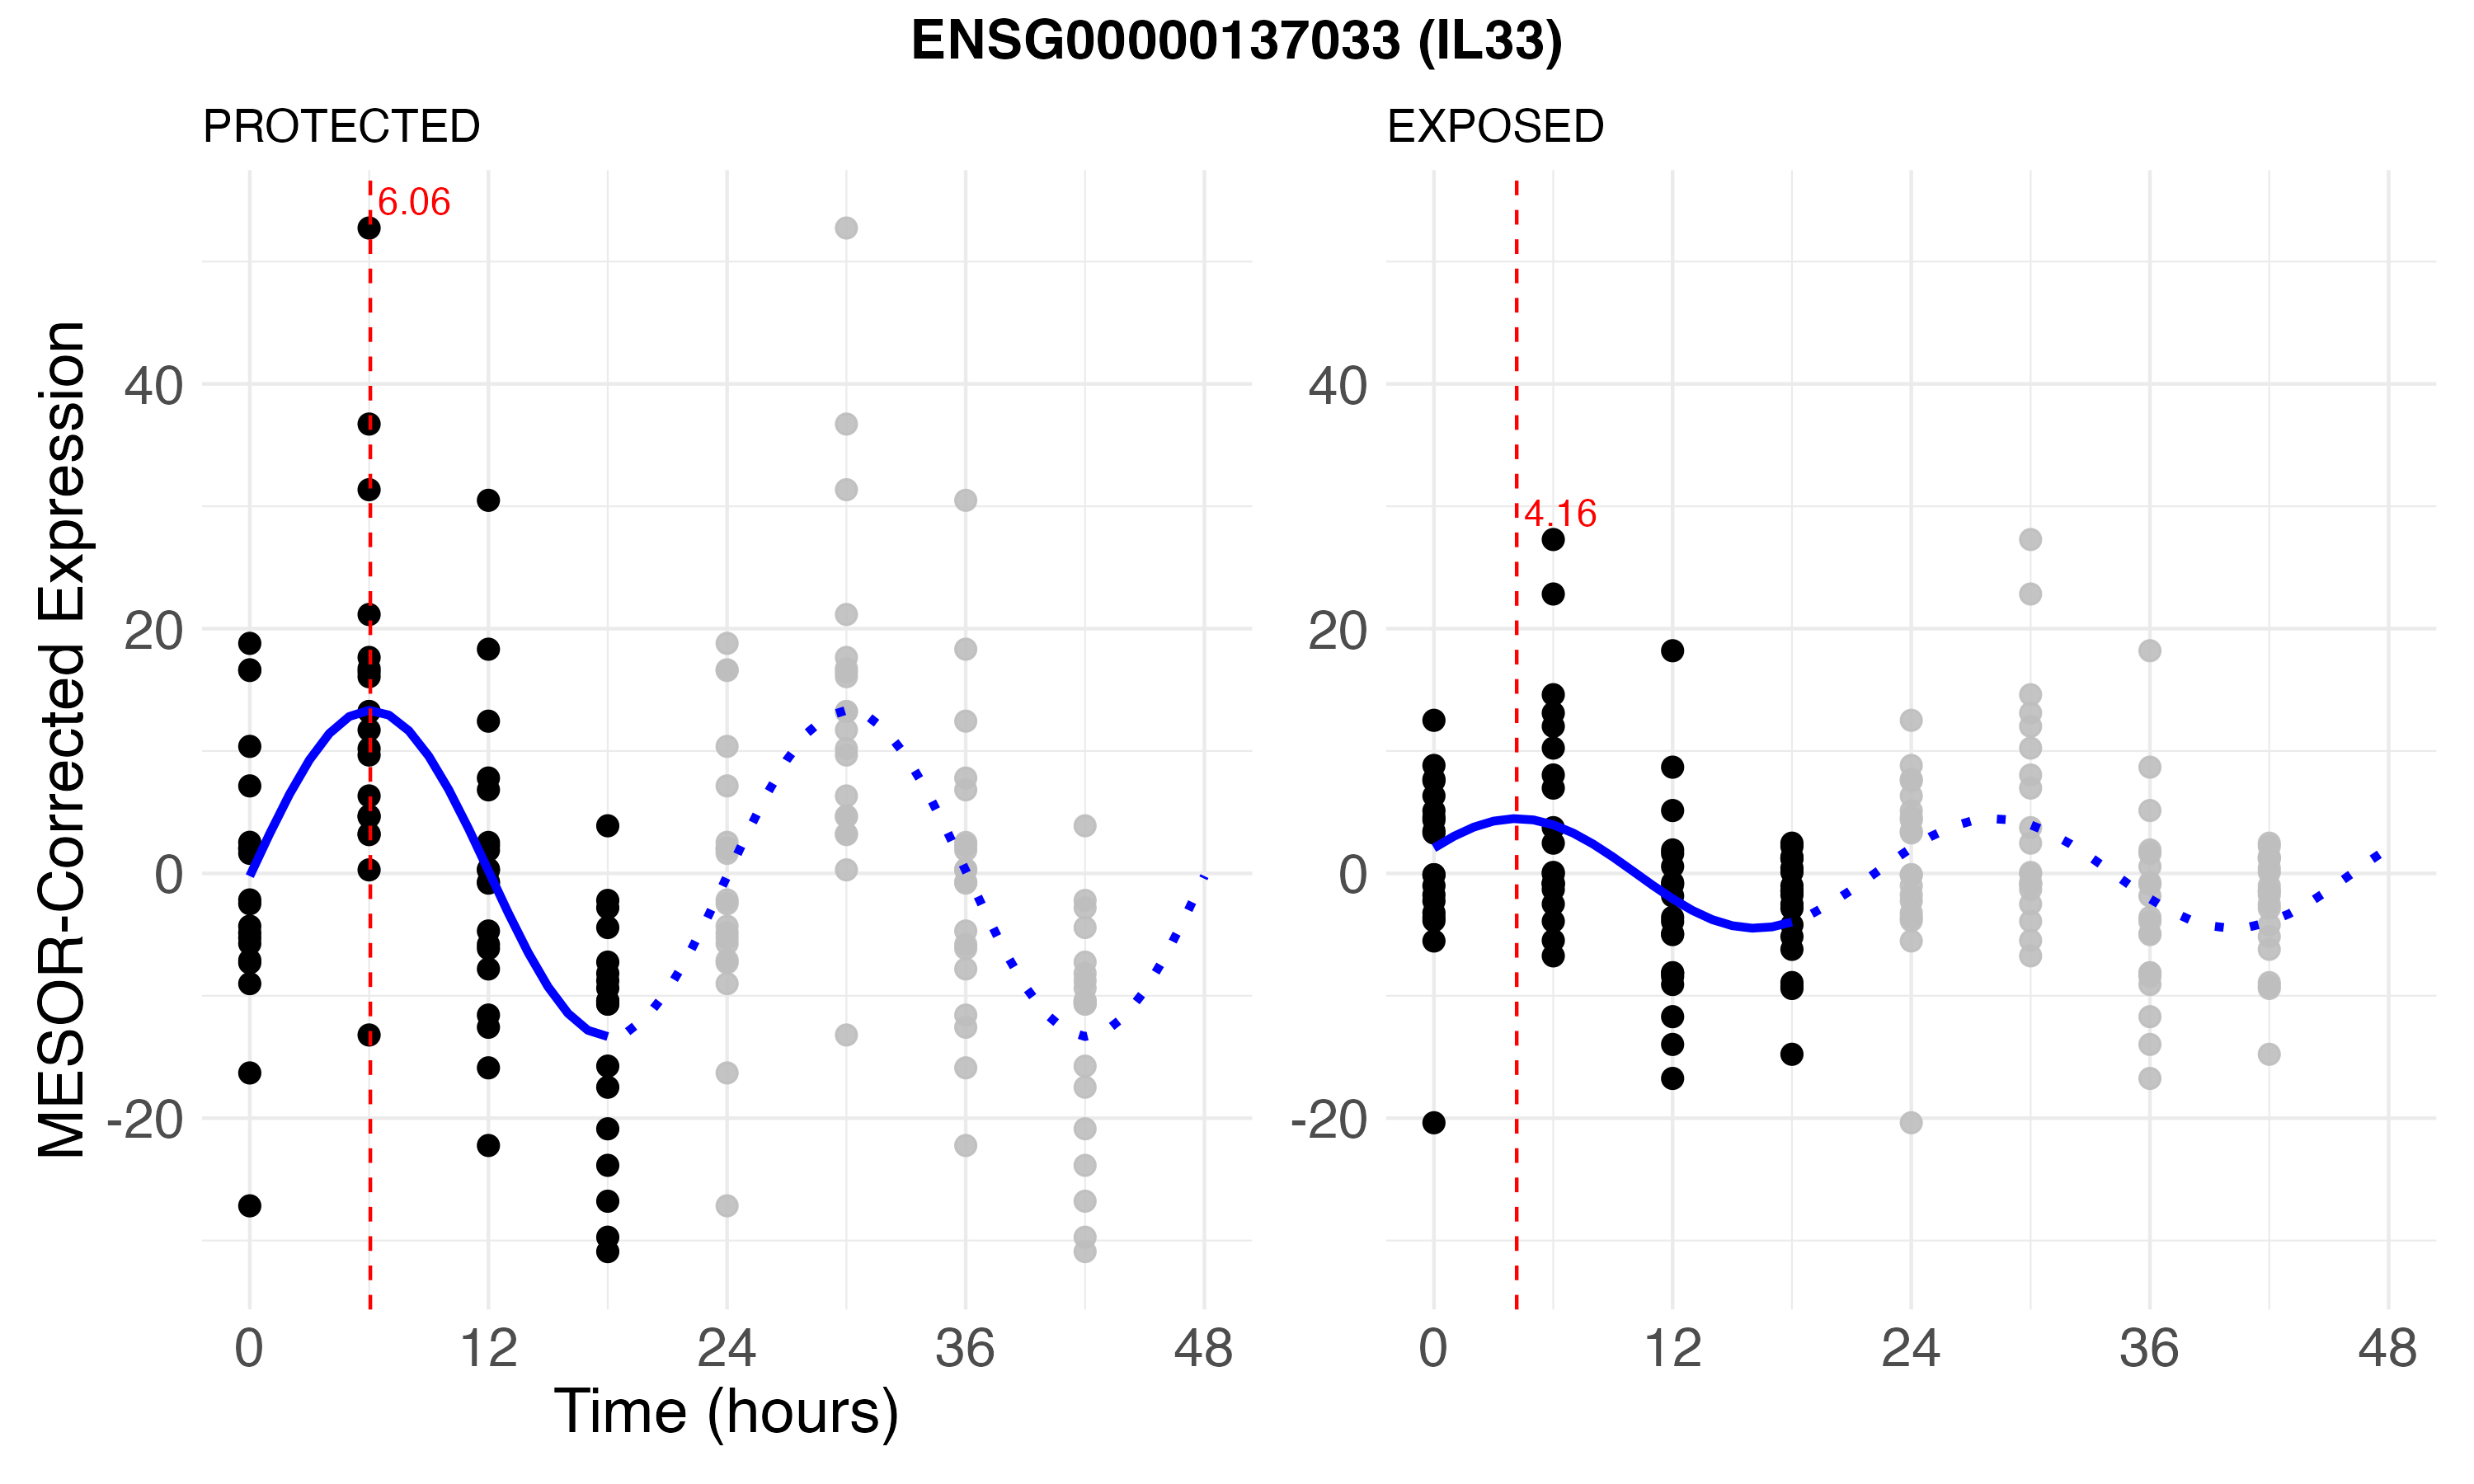 ENSG00000137033 (IL33)
PROTECTED
EXPOSED
MESOR-Corrected Expression
6.06
4.16
40
20
0
-20
40
20
0
-20
0 12 24 36 48
0 12 24 36 48
Time (hours)